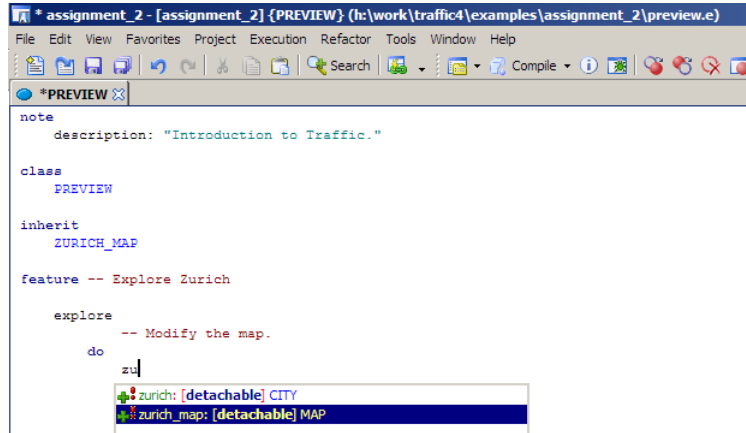 * assignment_2 - [assignment_2] {PREVIEW} (h:\work\traffic4\examples\assignment_2\preview.e)
File Edit View Favorites Project Execution Refactor Tools Window Help
Search Compile
*PREVIEW
note
description: "Introduction to Traffic."
class
PREVIEW
inherit
ZURICH_MAP
feature -- Explore Zurich
explore
-- Modify the map.
do
zu
zurich: [detachable] CITY
zurich_map: [detachable] MAP